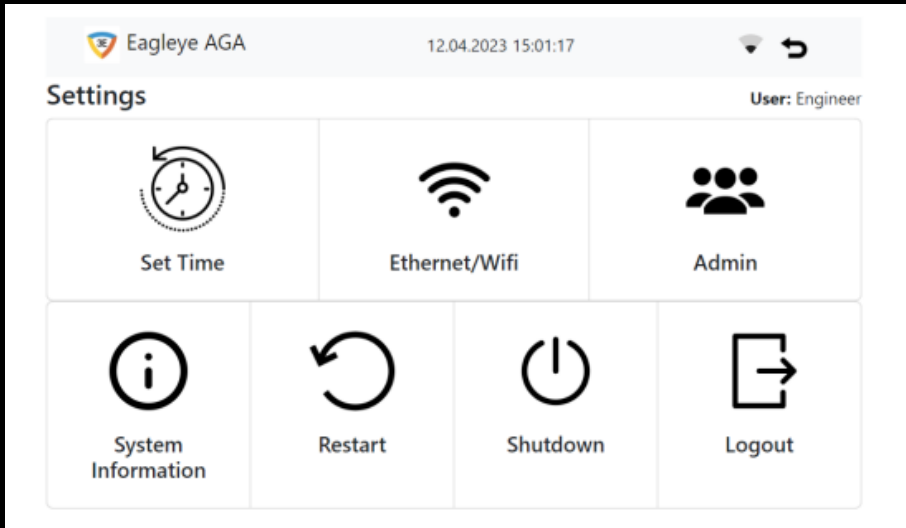 3E Eagleye AGA 12.04.2023 15:01:17
Settings User: Engineer
Set Time Ethernet/Wifi Admin
System Information Restart Shutdown Logout